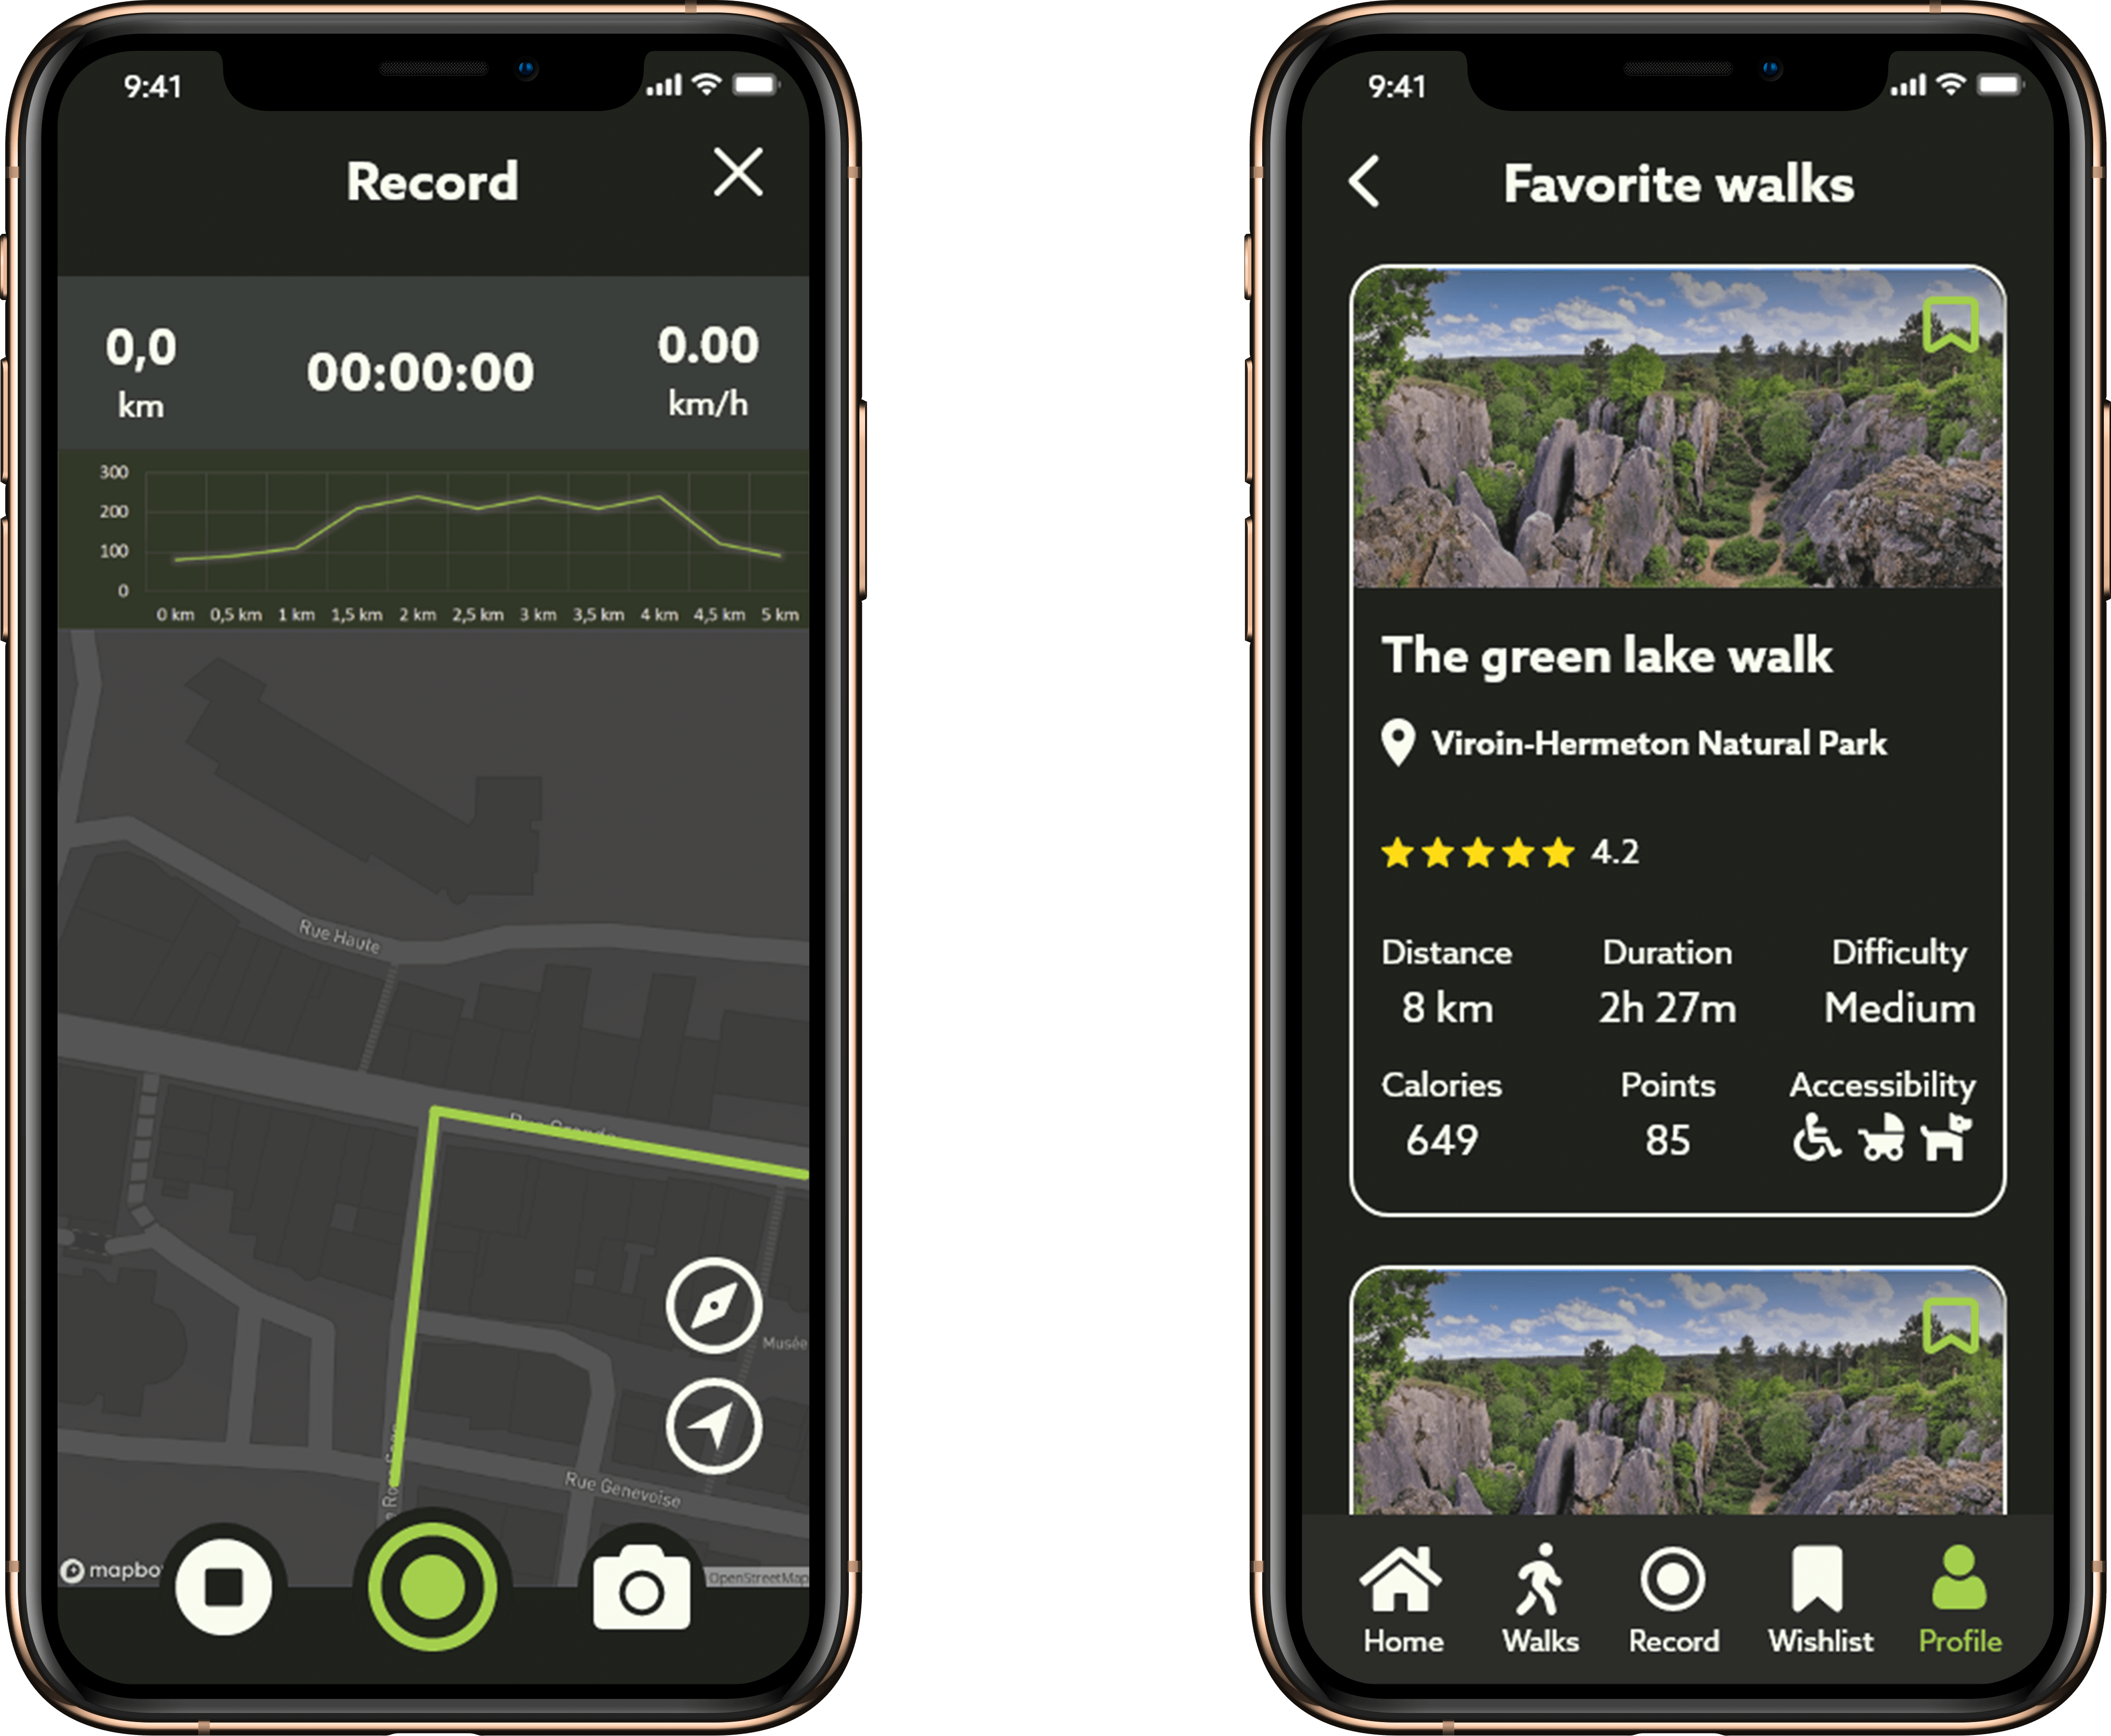 9:41
Record
0,0
km
00:00:00
0.00
km/h
300
200
100
0
0 km 0,5 km 1 km 1,5 km 2 km 2,5 km 3 km 3,5 km 4 km 4,5 km 5 km
Rue Haute
Musée
Rue Genevoise
mapbo
OpenStreetMap
9:41
Favorite walks
The green lake walk
Viroin-Hermeton Natural Park
4.2
Distance Duration Difficulty
8 km 2h 27m Medium
Calories Points Accessibility
649 85
Home Walks Record Wishlist Profile